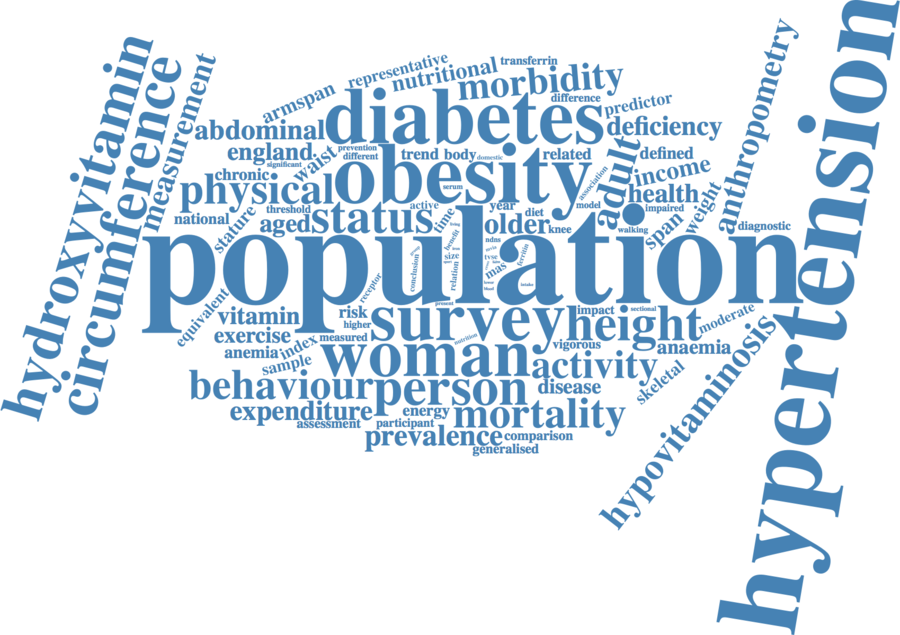 hydroxyvitamin
circumference
measurement
armspan
representative
nutritional
transferrin
morbidity
difference
diabetes
predictor
abdominal
deficiency
england
waist
prevention
different
significant
trend
body
domestic
related
adult
defined
income
anthropometry
hypertension
chronic
physical
obesity
serum
association
health
weight
impaired
national
stature
threshold
aged
status
active
time
year
diet
older
knee
model
walking
span
diagnostic
population
living
benefit
ndns
size
tvse
mas
ferritin
conclusion
relation
receptor
intake
present
equivalent
vitamin
risk
higher
survey
impact
sectional
height
moderate
exercise
measured
nutrition
vigorous
anaemia
anemia
index
sample
woman
activity
skeletal
hypovitaminosis
behaviour
person
disease
expenditure
energy
mortality
assessment
participant
prevalence
comparison
generalised